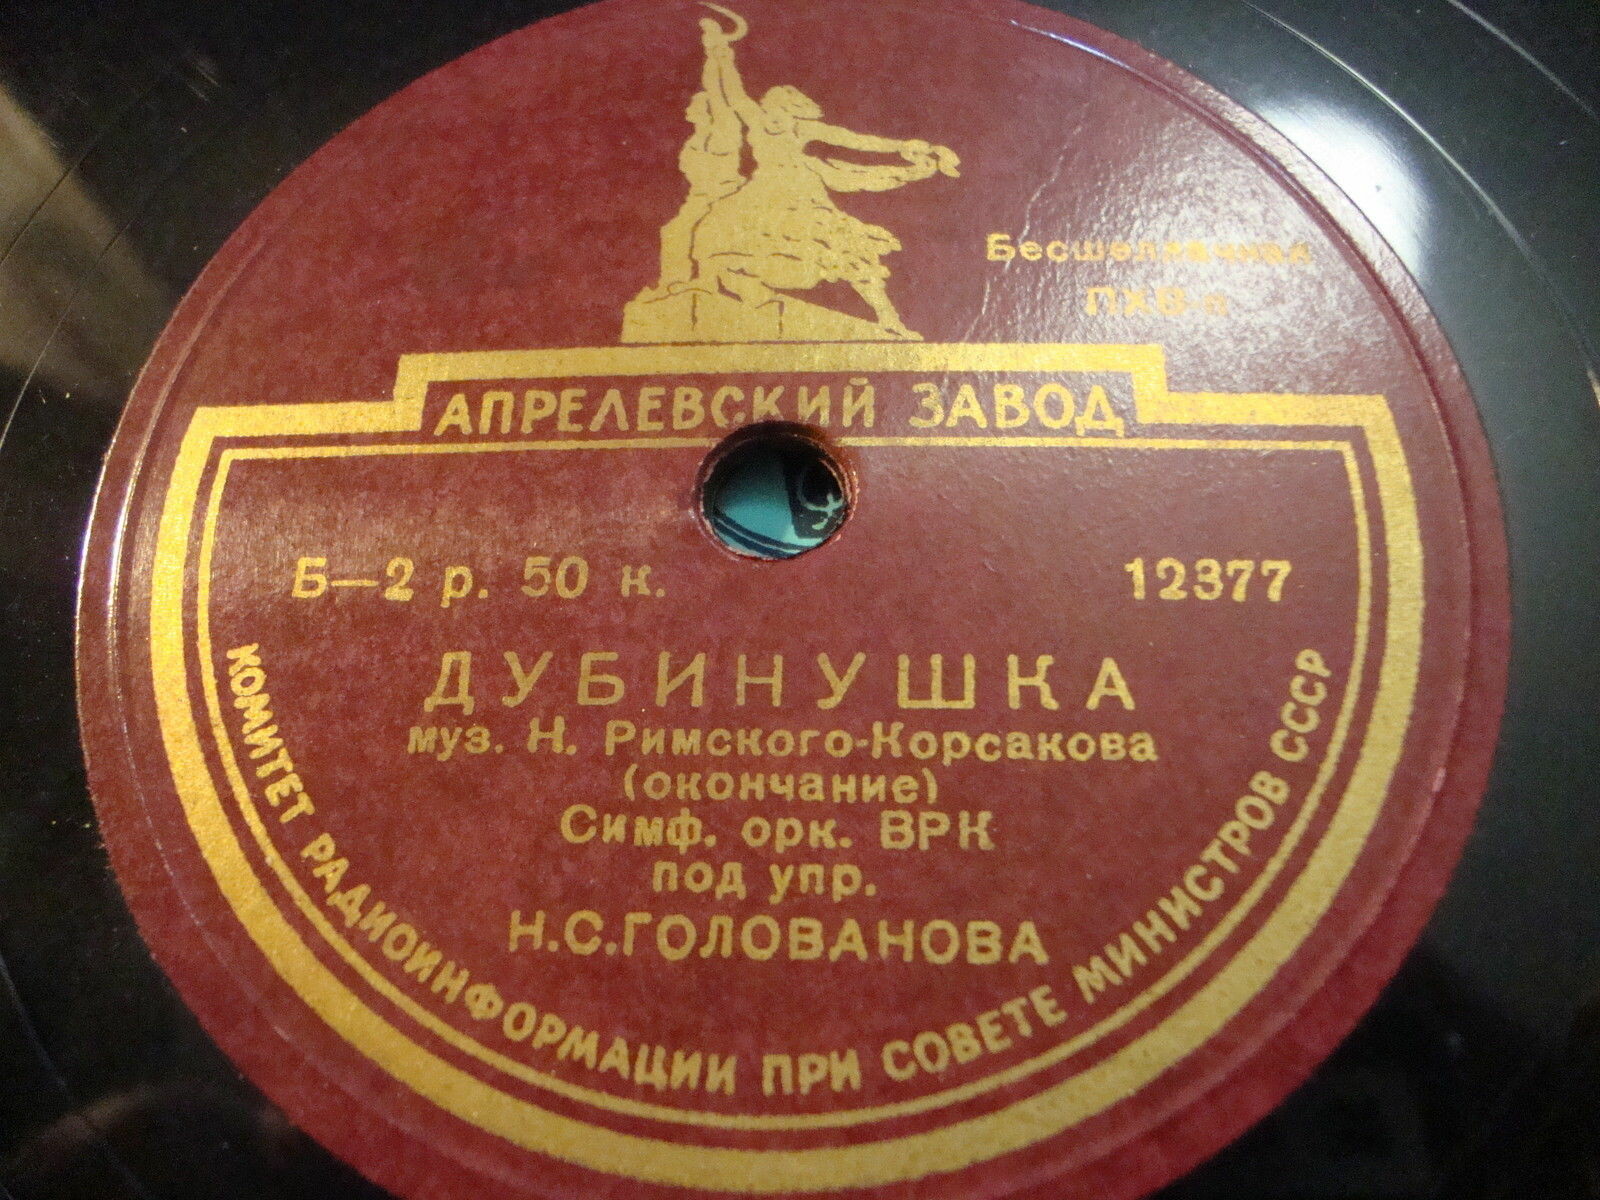 Бесшеллачная
ПХВ-п
АПРЕЛЕВСКИЙ ЗАВОД
Б—2 р. 50 к.
12377
ДУБИНУШКА
муз. Н. Римского-Корсакова
(окончание)
Симф. орк. ВРК
под упр.
Н.С.ГОЛОВАНОВА
КОМИТЕТ РАДИОИНФОРМАЦИИ ПРИ СОВЕТЕ МИНИСТРОВ СССР